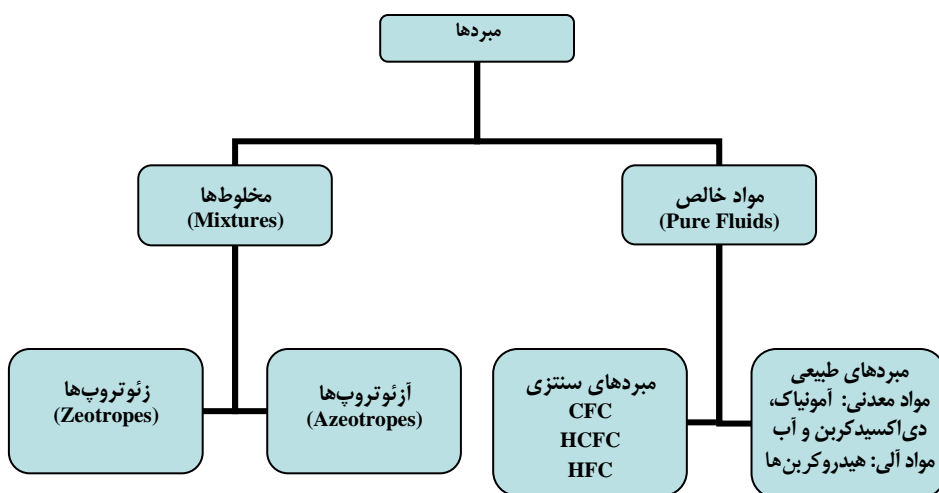 مبردها
مواد خالص
(Pure Fluids)
مخلوط‌ها
(Mixtures)
مبردهای طبیعی
مواد معدنی: آمونیاک،
دی‌اکسیدکربن و آب
مواد آلی: هیدروکربن‌ها
مبردهای سنتزی
CFC
HCFC
HFC
آزئوتروپ‌ها
(Azeotropes)
زئوتروپ‌ها
(Zeotropes)